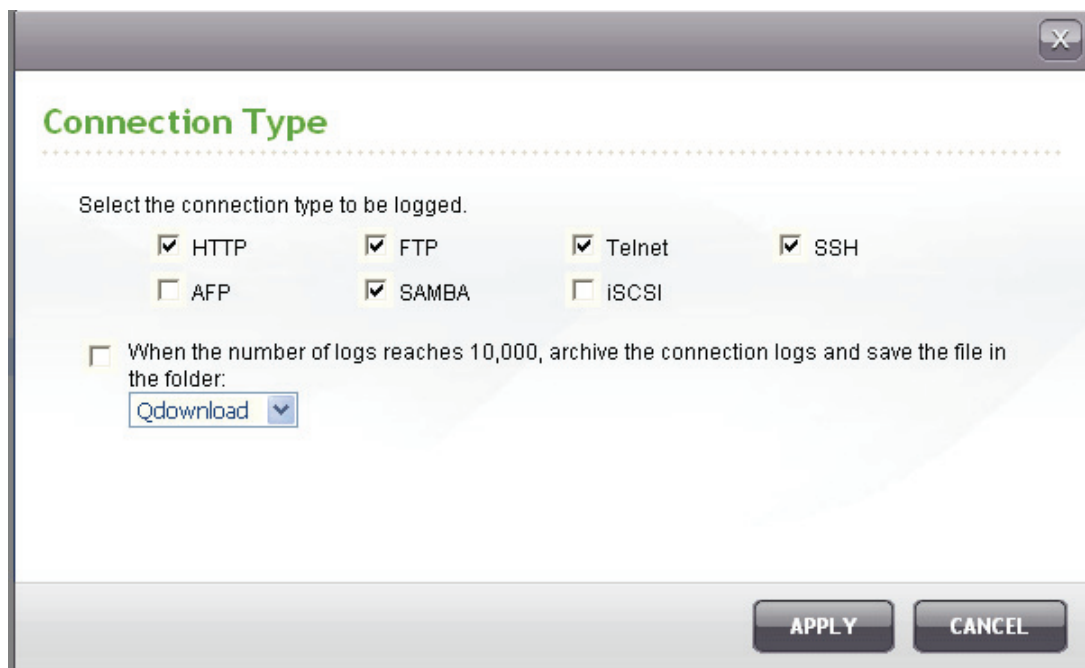 X
Connection Type
Select the connection type to be logged.
HTTP FTP Telnet SSH
AFP SAMBA iSCSI
When the number of logs reaches 10,000, archive the connection logs and save the file in
the folder:
Qdownload
APPLY CANCEL